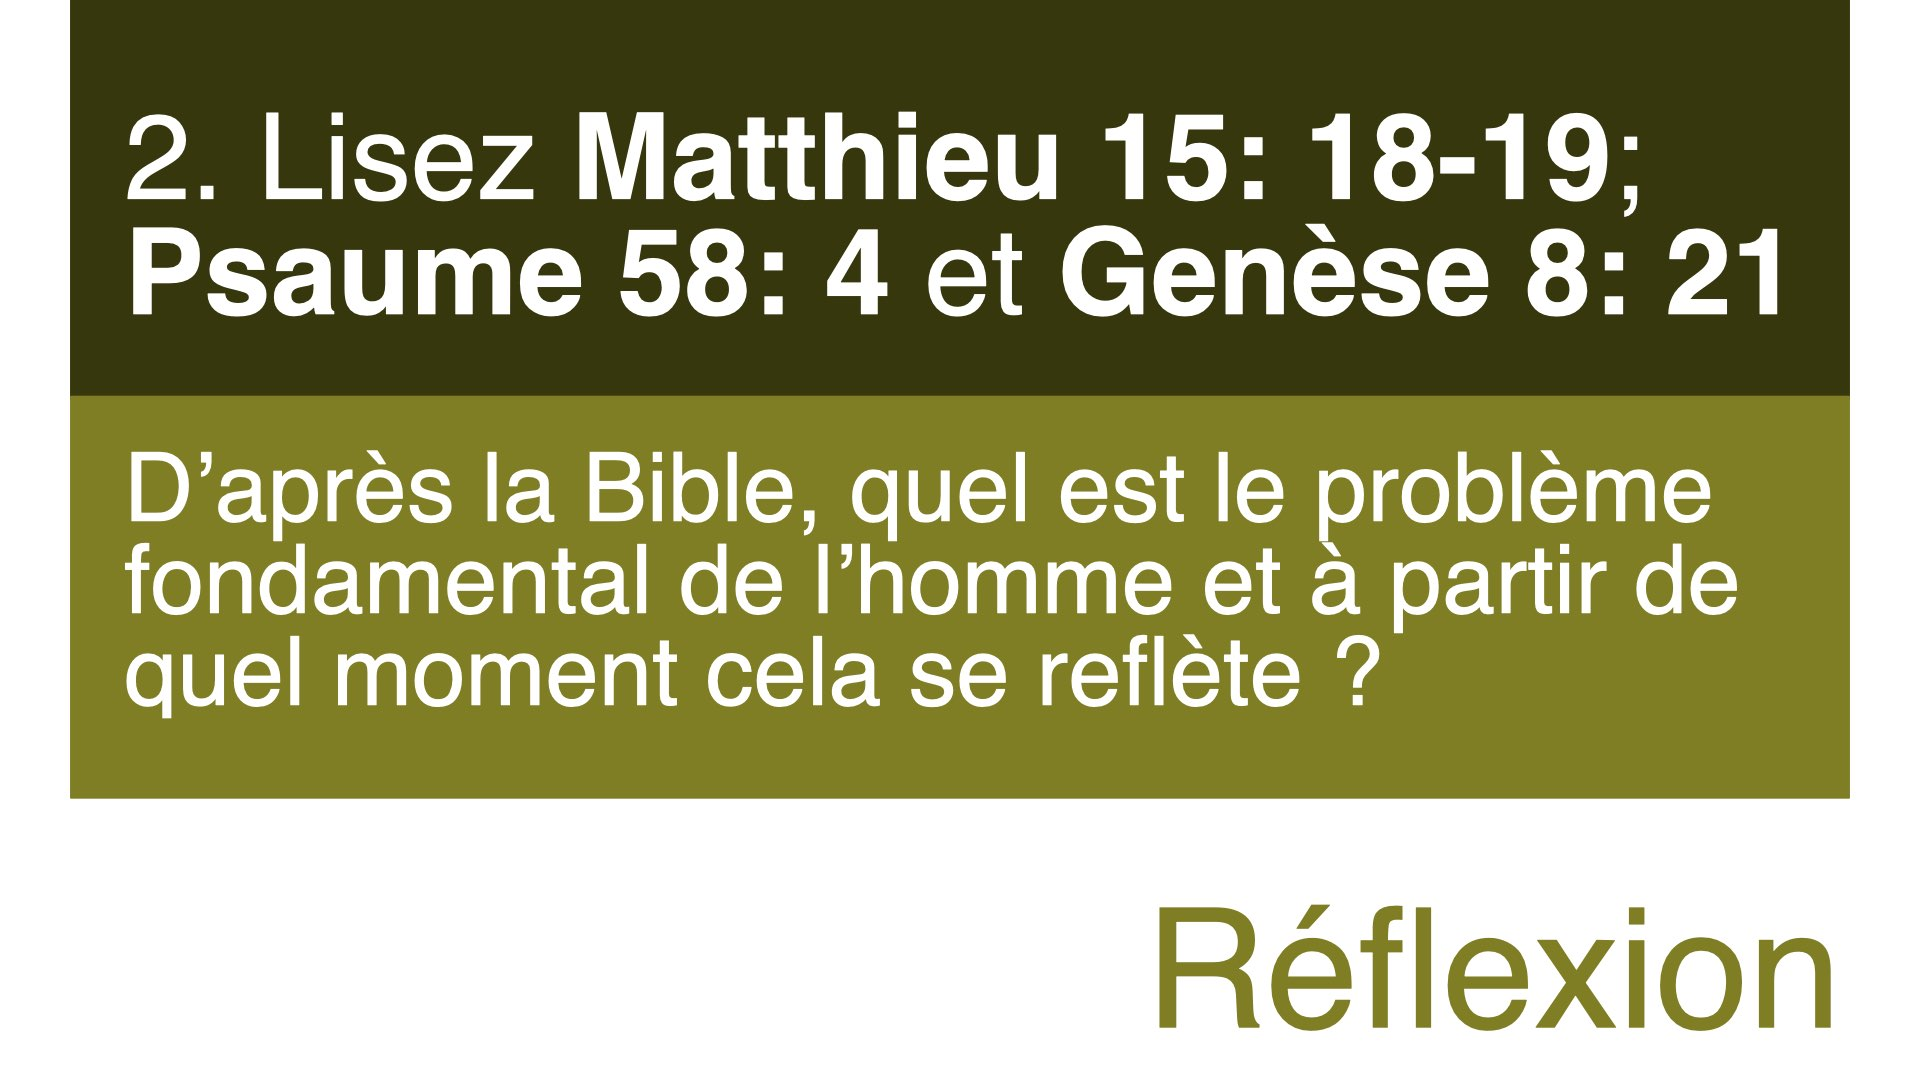 2. Lisez Matthieu 15: 18-19;
Psaume 58: 4 et Genèse 8: 21
D’après la Bible, quel est le problème
fondamental de l’homme et à partir de
quel moment cela se reflète ?
Réflexion